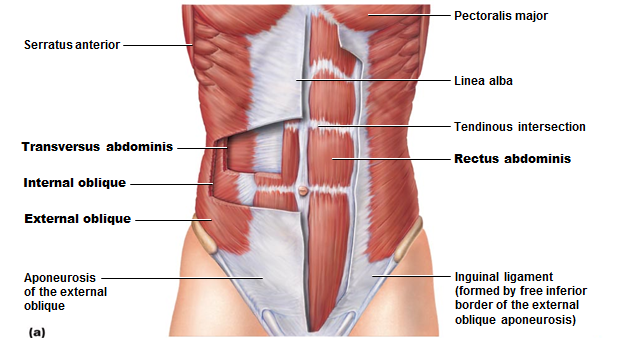 Serratus anterior
Transversus abdominis
Internal oblique
External oblique
Aponeurosis
of the external
oblique
(a)
Pectoralis major
Linea alba
Tendinous intersection
Rectus abdominis
Inguinal ligament
(formed by free inferior
border of the external
oblique aponeurosis)